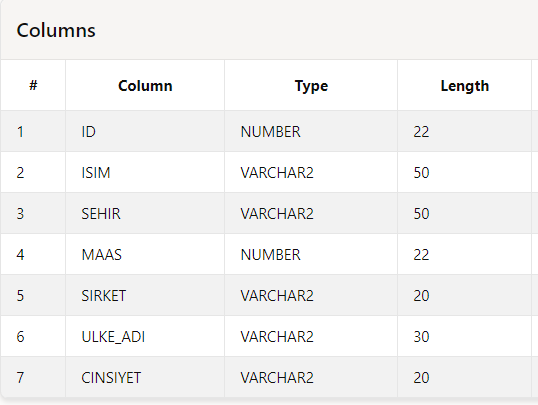 Columns
# Column Type Length
1 ID NUMBER 22
2 ISIM VARCHAR2 50
3 SEHIR VARCHAR2 50
4 MAAS NUMBER 22
5 SIRKET VARCHAR2 20
6 ULKE_ADI VARCHAR2 30
7 CINSIYET VARCHAR2 20